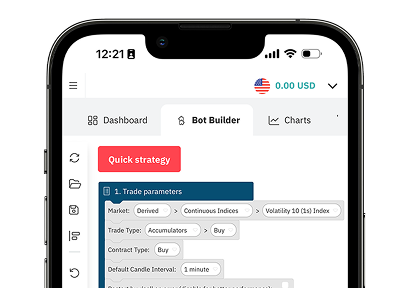 12:21
0.00 USD
Dashboard Bot Builder Charts
Quick strategy
1. Trade parameters
Market: Derived > Continuous Indices > Volatility 10 (1s) Index
Trade Type: Accumulators > Buy
Contract Type: Buy
Default Candle Interval: 1 minute